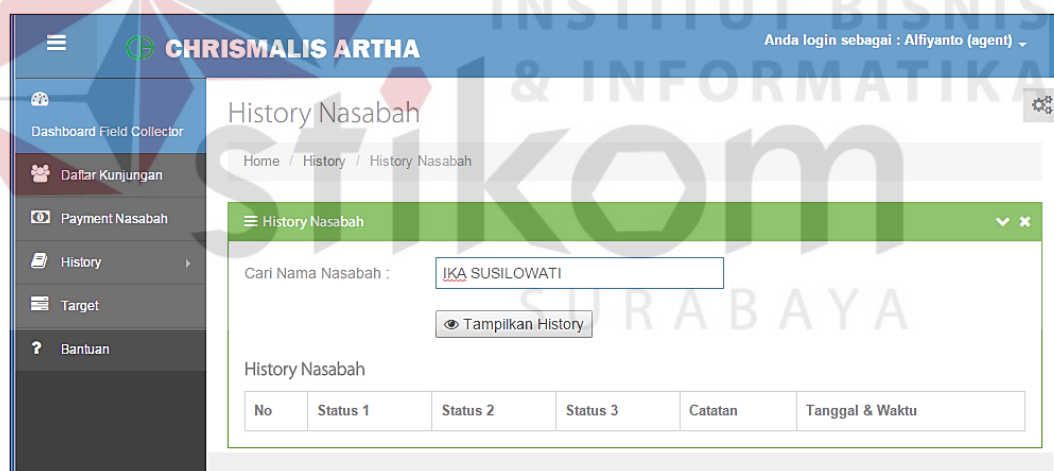 INSTITUT BISNIS
& INFORMATIKA
stikom
SURABAYA
CHRISMALIS ARTHA
Anda login sebagai : Alfiyanto (agent)
Dashboard Field Collector
Daftar Kunjungan
Payment Nasabah
History
Target
? Bantuan
History Nasabah
Home / History / History Nasabah
History Nasabah
Cari Nama Nasabah : IKA SUSILOWATI
Tampilkan History
History Nasabah
No Status 1 Status 2 Status 3 Catatan Tanggal & Waktu